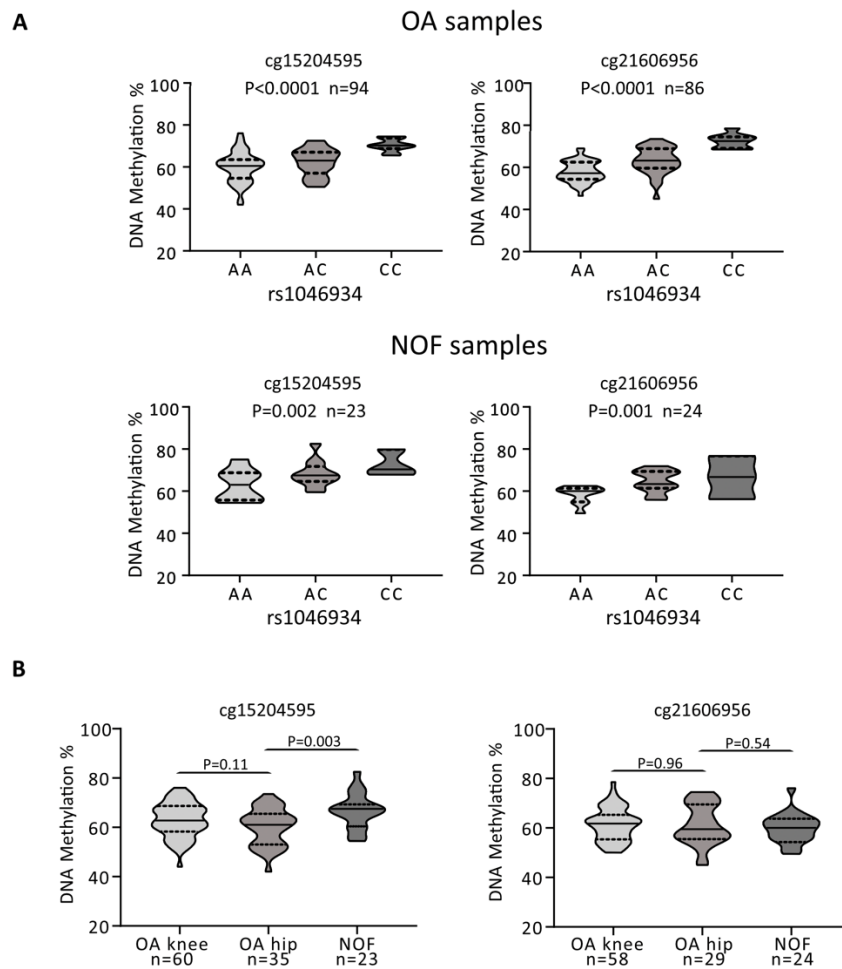 A
OA samples
cg15204595
P<0.0001 n=94
DNA Methylation %
100
80
60
40
20
AA AC CC
rs1046934
cg21606956
P<0.0001 n=86
DNA Methylation %
100
80
60
40
20
AA AC CC
rs1046934
NOF samples
cg15204595
P=0.002 n=23
DNA Methylation %
100
80
60
40
20
AA AC CC
rs1046934
cg21606956
P=0.001 n=24
DNA Methylation %
100
80
60
40
20
AA AC CC
rs1046934
B
cg15204595
P=0.11
P=0.003
DNA Methylation %
100
80
60
40
20
OA knee OA hip NOF
n=60 n=35 n=23
cg21606956
P=0.96
P=0.54
DNA Methylation %
100
80
60
40
20
OA knee OA hip NOF
n=58 n=29 n=24